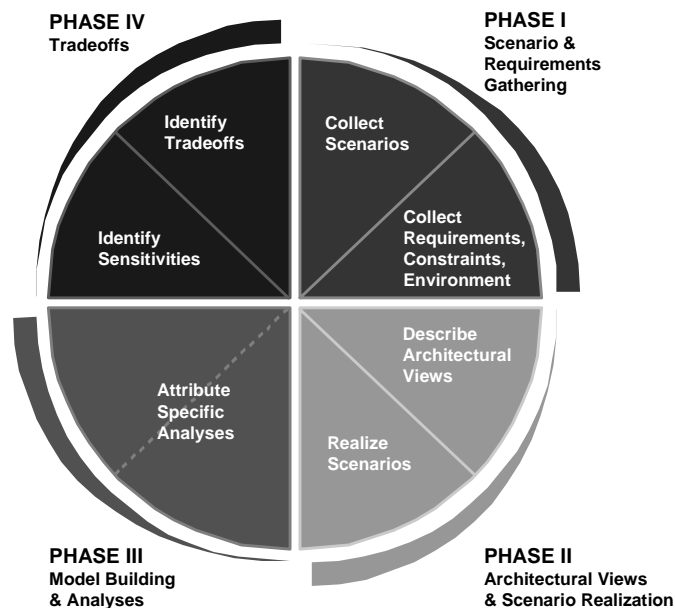 PHASE IV
Tradeoffs
PHASE I
Scenario &
Requirements
Gathering
Identify
Tradeoffs
Collect
Scenarios
Identify
Sensitivities
Collect
Requirements,
Constraints,
Environment
Attribute
Specific
Analyses
Describe
Architectural
Views
Realize
Scenarios
PHASE III
Model Building
& Analyses
PHASE II
Architectural Views
& Scenario Realization